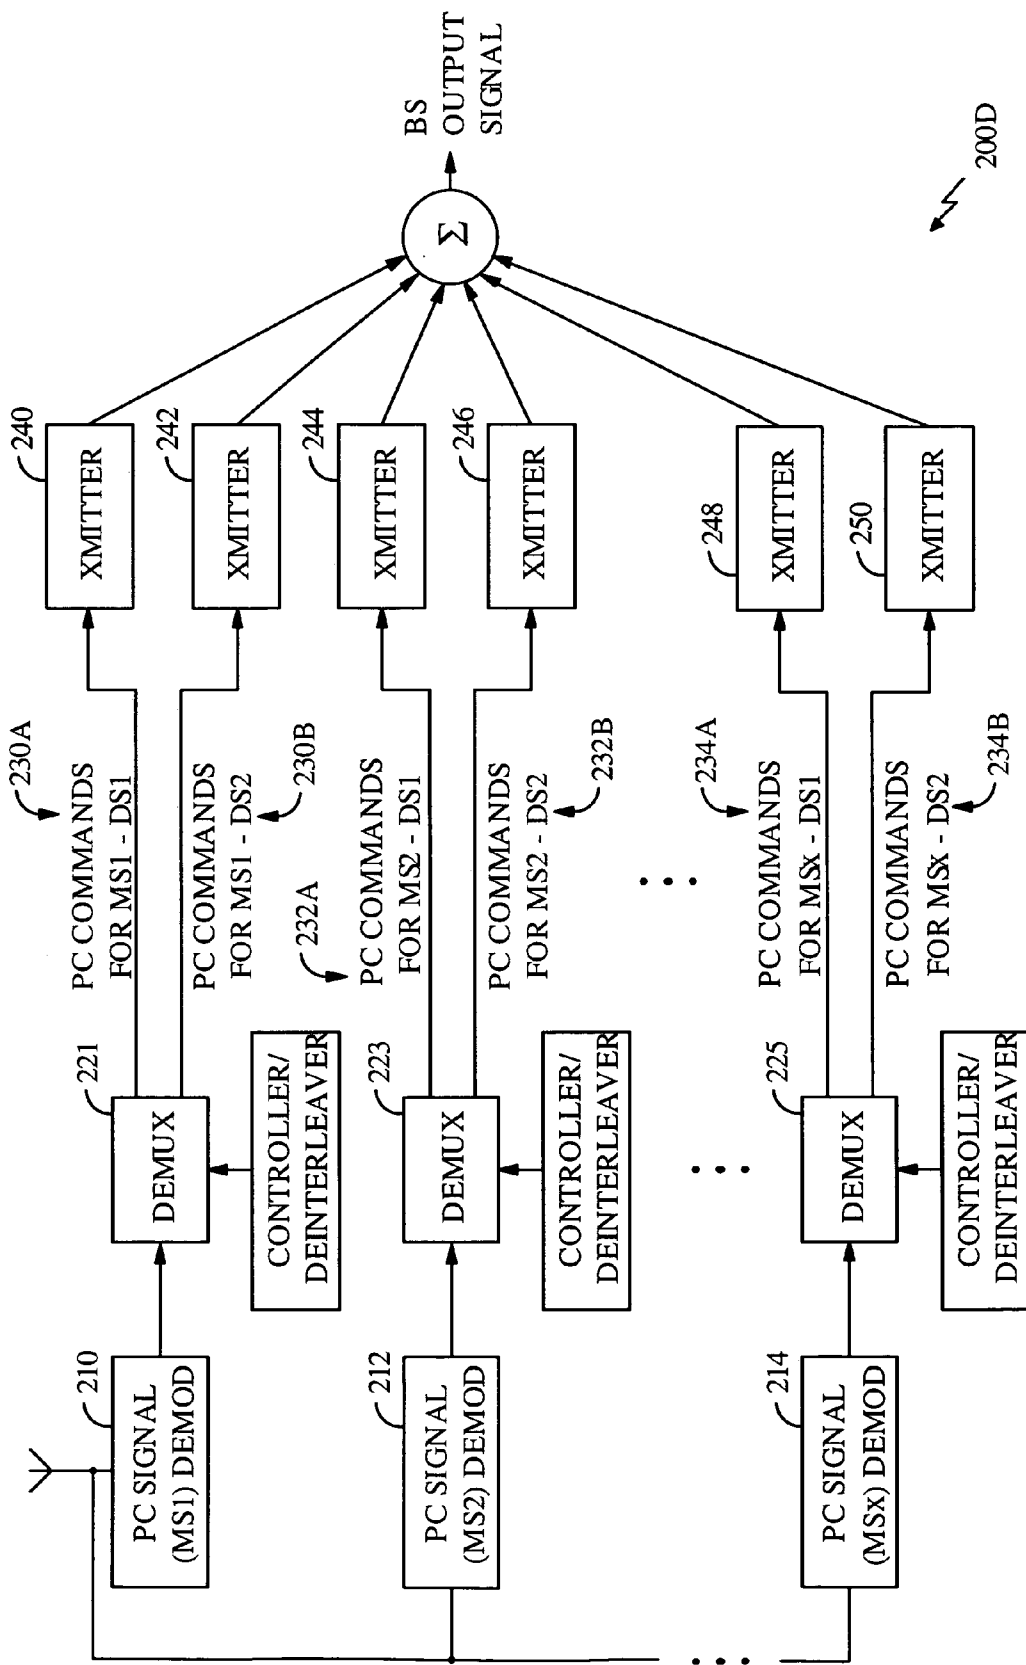 210
PC SIGNAL
(MS1) DEMOD
221
DEMUX
CONTROLLER/
DEINTERLEAVER
230A
PC COMMANDS
FOR MS1 - DS1
PC COMMANDS
FOR MS1 - DS2
230B
240
XMITTER
242
XMITTER
212
PC SIGNAL
(MS2) DEMOD
223
DEMUX
CONTROLLER/
DEINTERLEAVER
232A
PC COMMANDS
FOR MS2 - DS1
PC COMMANDS
FOR MS2 - DS2
232B
244
XMITTER
246
XMITTER
214
PC SIGNAL
(MSx) DEMOD
225
DEMUX
CONTROLLER/
DEINTERLEAVER
234A
PC COMMANDS
FOR MSx - DS1
PC COMMANDS
FOR MSx - DS2
234B
248
XMITTER
250
XMITTER
Σ
BS
OUTPUT
SIGNAL
200D